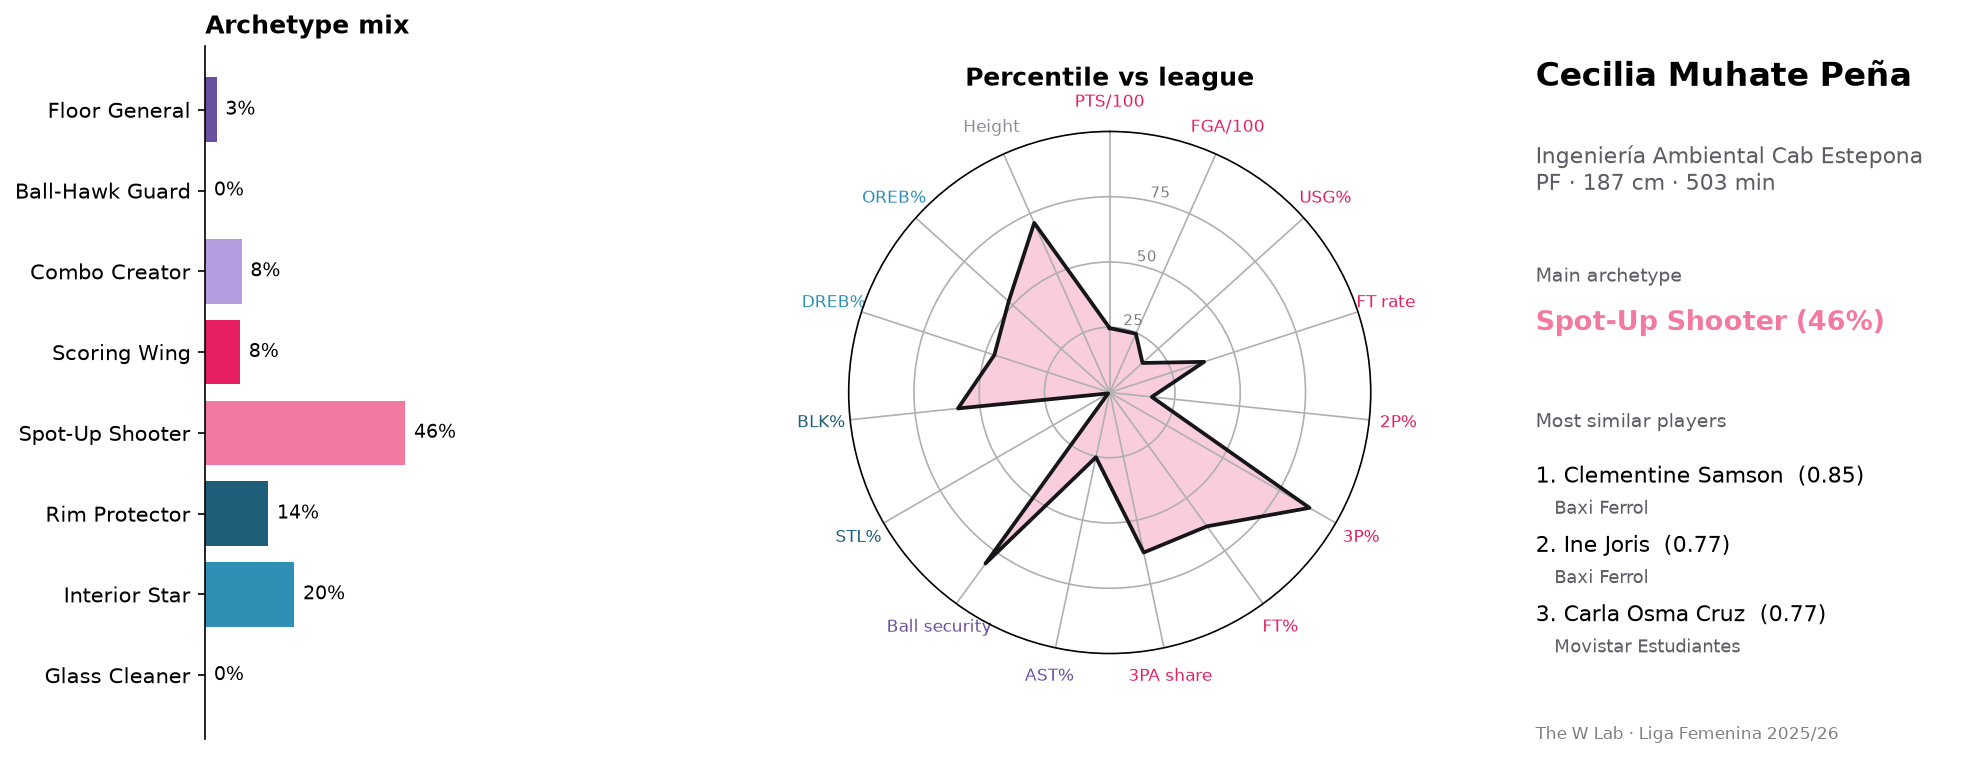 Archetype mix
Floor General
3%
Ball-Hawk Guard
0%
Combo Creator
8%
Scoring Wing
8%
Spot-Up Shooter
46%
Rim Protector
14%
Interior Star
20%
Glass Cleaner
0%
Percentile vs league
PTS/100
FGA/100
USG%
FT rate
2P%
3P%
FT%
3PA share
AST%
Ball security
STL%
BLK%
DREB%
OREB%
Height
75
50
25
Cecilia Muhate Peña
Ingeniería Ambiental Cab Estepona
PF · 187 cm · 503 min
Main archetype
Spot-Up Shooter (46%)
Most similar players
1. Clementine Samson (0.85)
Baxi Ferrol
2. Ine Joris (0.77)
Baxi Ferrol
3. Carla Osma Cruz (0.77)
Movistar Estudiantes
The W Lab · Liga Femenina 2025/26